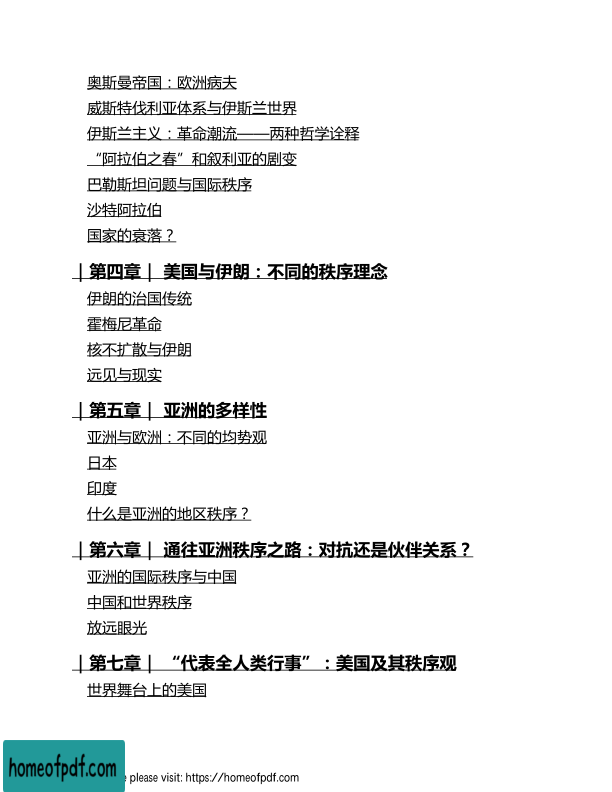 奥斯曼帝国：欧洲病夫
威斯特伐利亚体系与伊斯兰世界
伊斯兰主义：革命潮流——两种哲学诠释
“阿拉伯之春”和叙利亚的剧变
巴勒斯坦问题与国际秩序
沙特阿拉伯
国家的衰落？
｜第四章｜ 美国与伊朗：不同的秩序理念
伊朗的治国传统
霍梅尼革命
核不扩散与伊朗
远见与现实
｜第五章｜ 亚洲的多样性
亚洲与欧洲：不同的均势观
日本
印度
什么是亚洲的地区秩序？
｜第六章｜ 通往亚洲秩序之路：对抗还是伙伴关系？
亚洲的国际秩序与中国
中国和世界秩序
放远眼光
｜第七章｜ “代表全人类行事”：美国及其秩序观
世界舞台上的美国
homeofpdf.com
please visit: https://homeofpdf.com